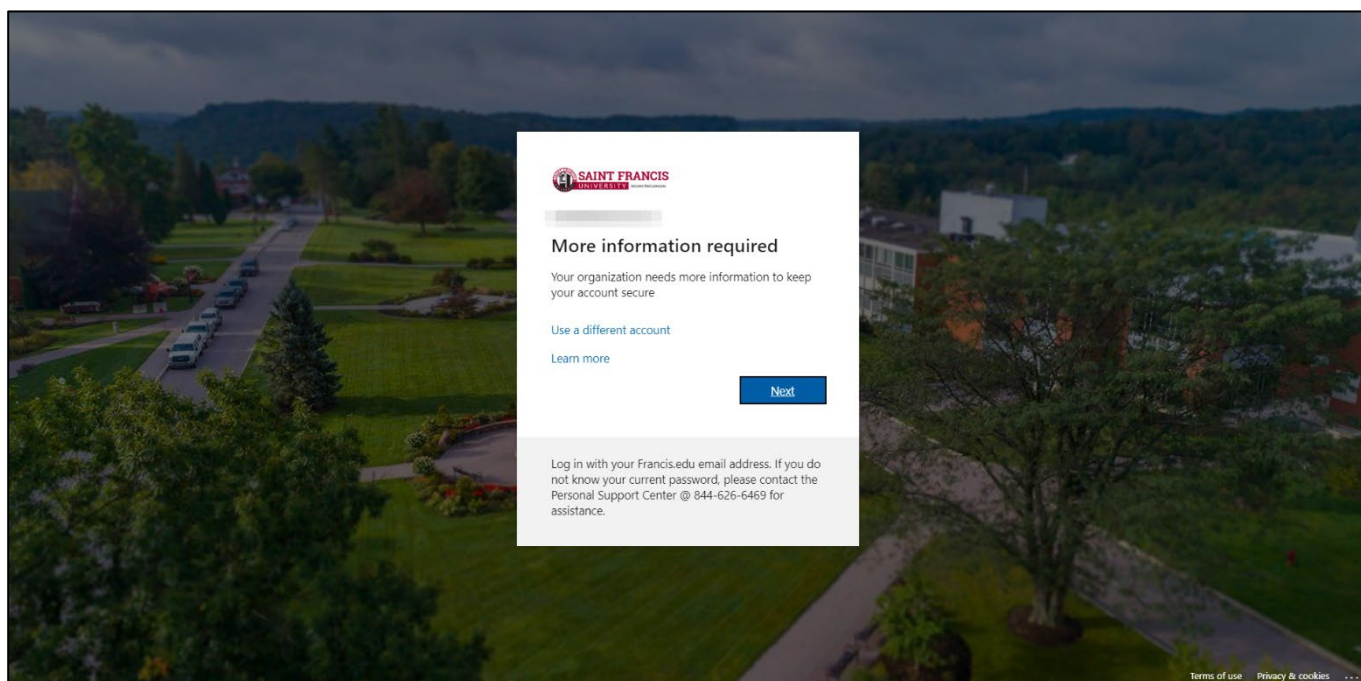 SAINT FRANCIS
UNIVERSITY
More information required
Your organization needs more information to keep
your account secure
Use a different account
Learn more
Next
Log in with your Francis.edu email address. If you do
not know your current password, please contact the
Personal Support Center @ 844-626-6469 for
assistance.
Terms of use Privacy & cookies ...